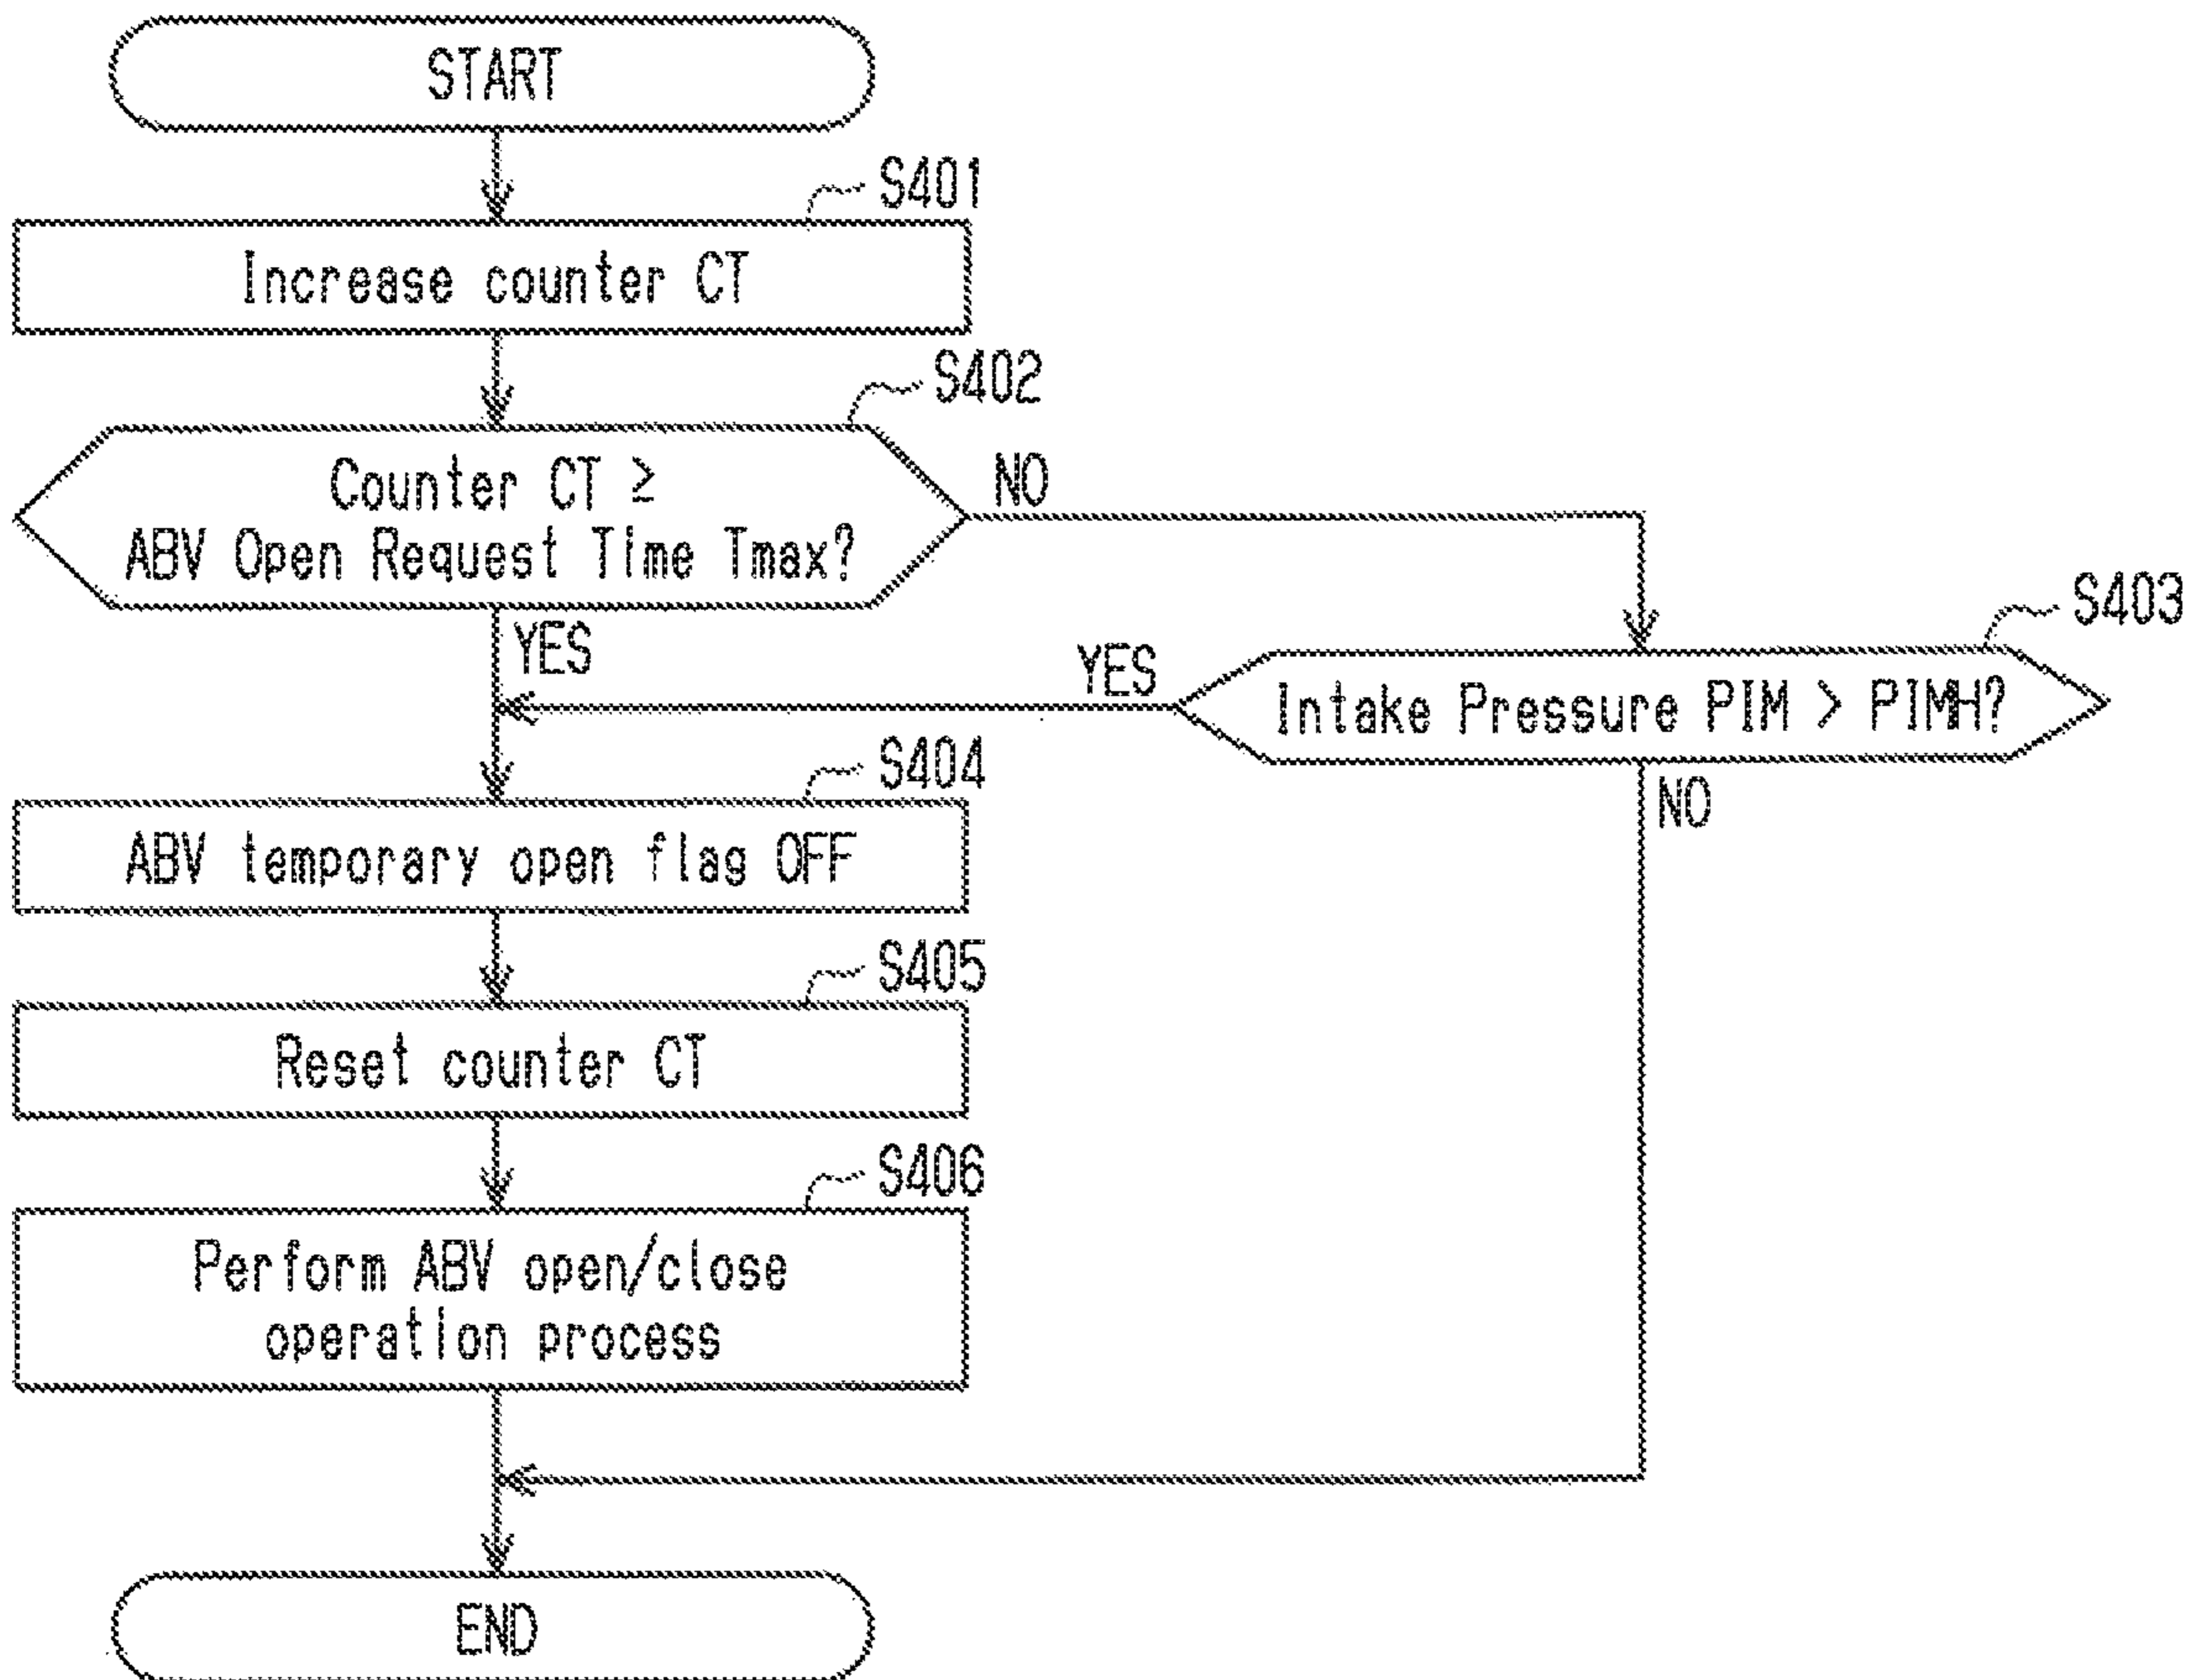 START
S401
Increase counter CT
S402
Counter CT ≥
ABV Open Request Time Tmax?
NO
YES
S403
Intake Pressure PIM > PIMH?
YES
NO
S404
ABV temporary open flag OFF
S405
Reset counter CT
S406
Perform ABV open/close
operation process
END